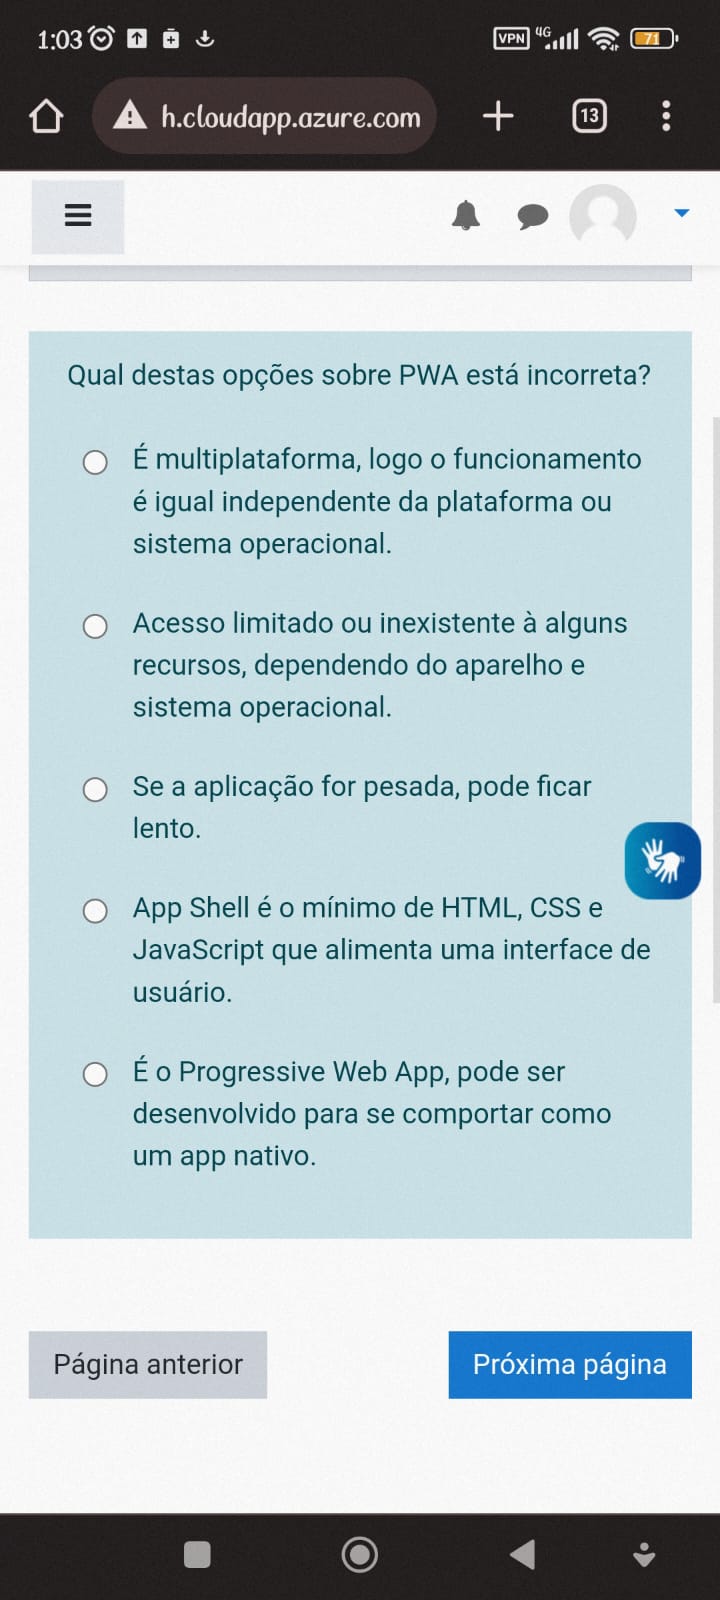 1:03
VPN 4G 71
h.cloudapp.azure.com
13
Qual destas opções sobre PWA está incorreta?
É multiplataforma, logo o funcionamento
é igual independente da plataforma ou
sistema operacional.
Acesso limitado ou inexistente à alguns
recursos, dependendo do aparelho e
sistema operacional.
Se a aplicação for pesada, pode ficar
lento.
App Shell é o mínimo de HTML, CSS e
JavaScript que alimenta uma interface de
usuário.
É o Progressive Web App, pode ser
desenvolvido para se comportar como
um app nativo.
Página anterior
Próxima página